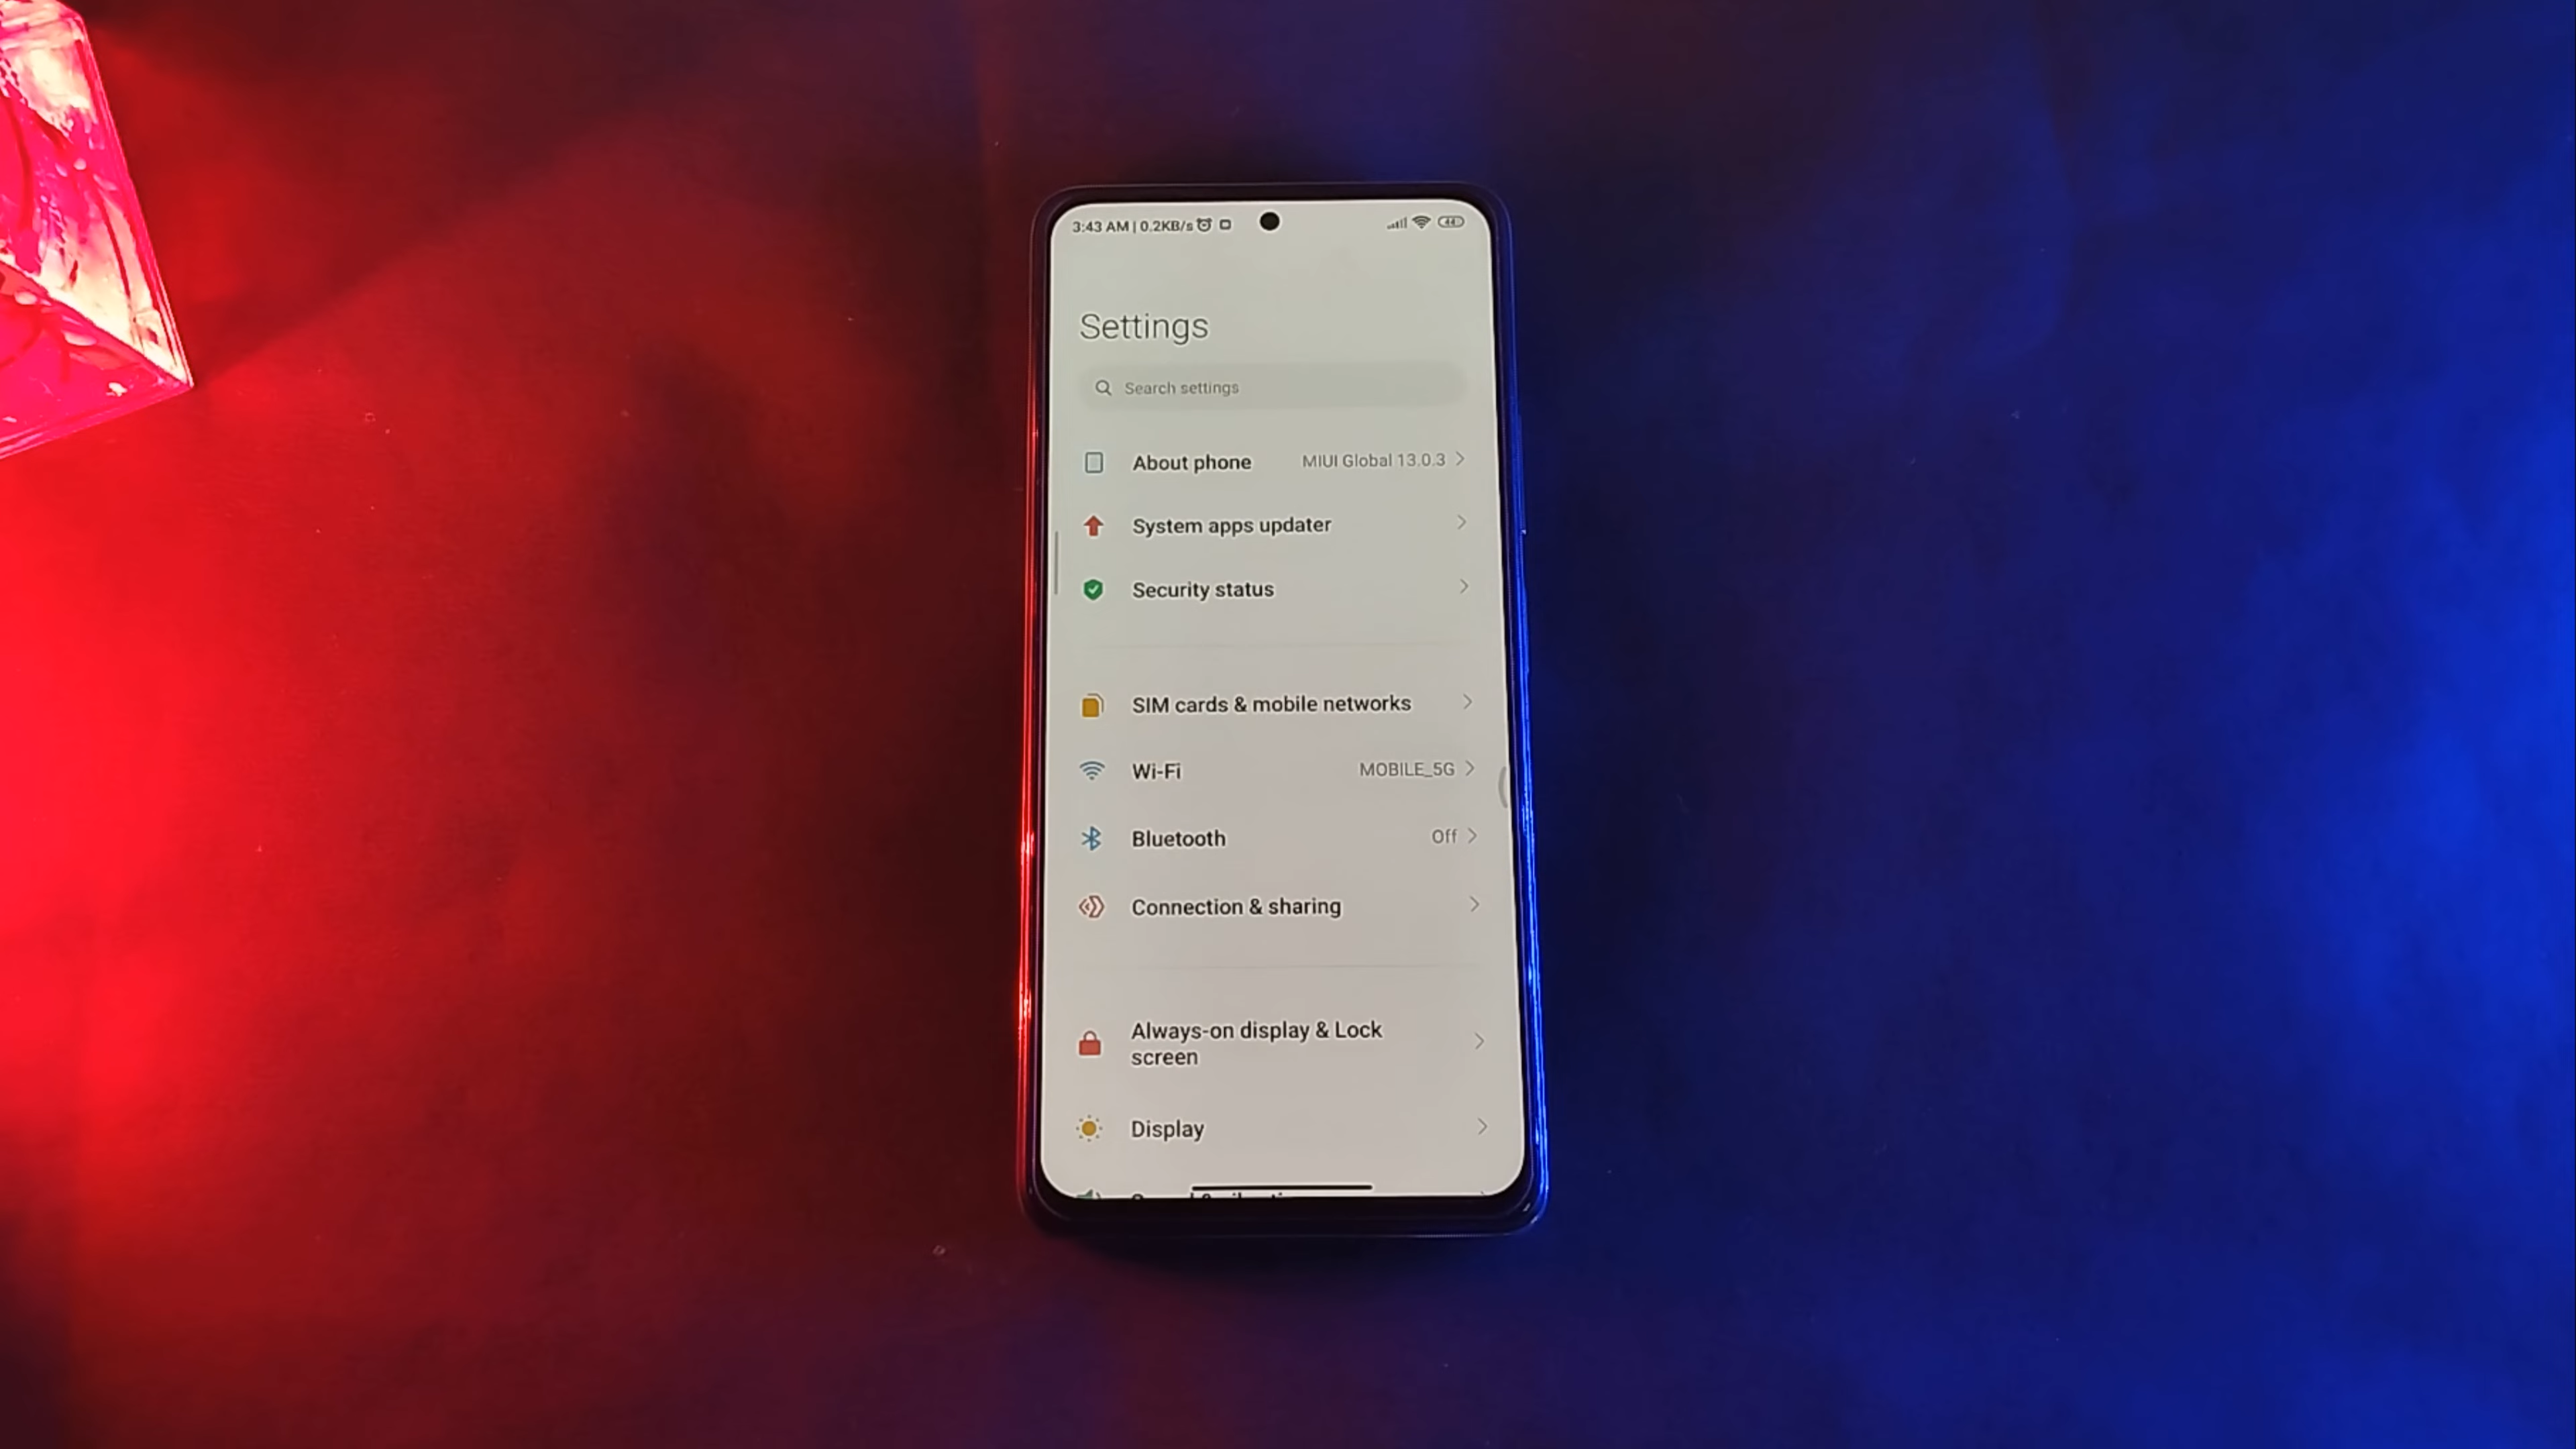 3:43 AM | 0.2KB/s
44
Settings
Search settings
About phone
MIUI Global 13.0.3
System apps updater
Security status
SIM cards & mobile networks
Wi-Fi
MOBILE_5G
Bluetooth
Off
Connection & sharing
Always-on display & Lock
screen
Display